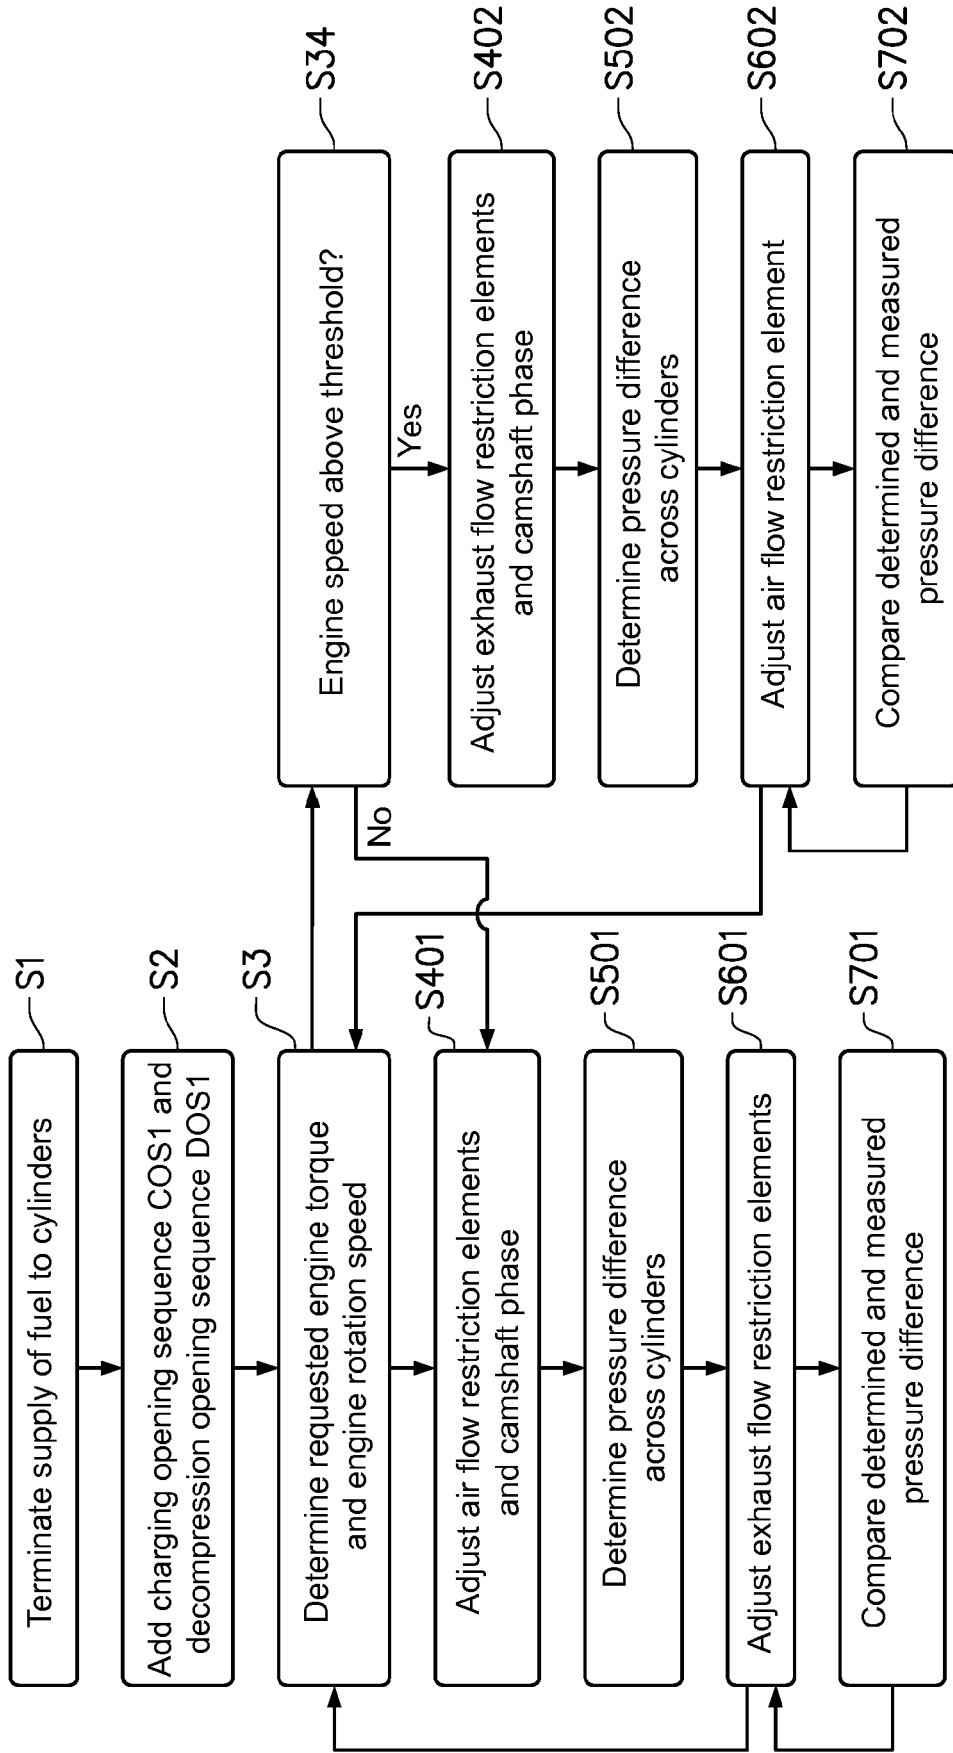 Terminate supply of fuel to cylinders
S1
Add charging opening sequence COS1 and
decompression opening sequence DOS1
S2
Determine requested engine torque
and engine rotation speed
S3
Adjust air flow restriction elements
and camshaft phase
S401
Determine pressure difference
across cylinders
S501
Adjust exhaust flow restriction elements
S601
Compare determined and measured
pressure difference
S701
Engine speed above threshold?
S34
No
Yes
Adjust exhaust flow restriction elements
and camshaft phase
S402
Determine pressure difference
across cylinders
S502
Adjust air flow restriction element
S602
Compare determined and measured
pressure difference
S702